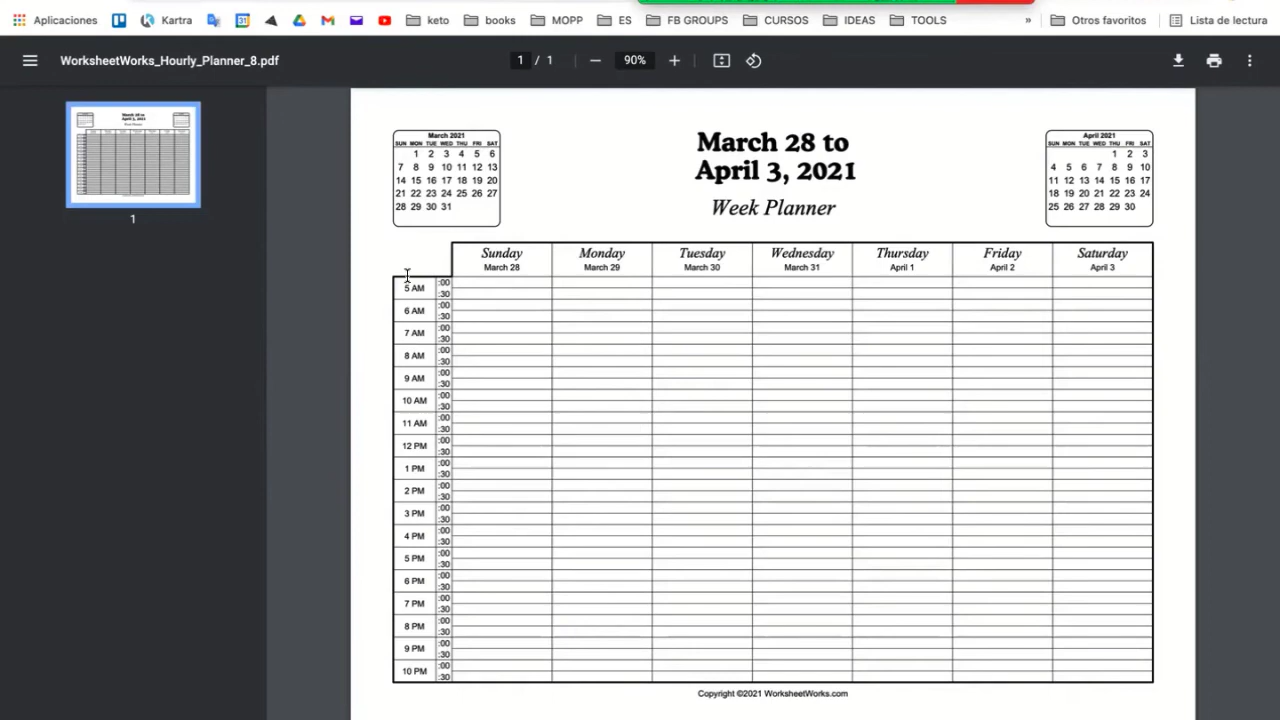 Aplicaciones Kartra keto books MOPP ES FB GROUPS CURSOS IDEAS TOOLS » Otros favoritos Lista de lectura
WorksheetWorks_Hourly_Planner_8.pdf 1 / 1 — 90% +
1
March 2021
SUN MON TUE WED THU FRI SAT
1 2 3 4 5 6
7 8 9 10 11 12 13
14 15 16 17 18 19 20
21 22 23 24 25 26 27
28 29 30 31
March 28 to
April 3, 2021
Week Planner
April 2021
SUN MON TUE WED THU FRI SAT
1 2 3
4 5 6 7 8 9 10
11 12 13 14 15 16 17
18 19 20 21 22 23 24
25 26 27 28 29 30
Sunday Monday Tuesday Wednesday Thursday Friday Saturday
March 28 March 29 March 30 March 31 April 1 April 2 April 3
5 AM :00
:30
6 AM :00
:30
7 AM :00
:30
8 AM :00
:30
9 AM :00
:30
10 AM :00
:30
11 AM :00
:30
12 PM :00
:30
1 PM :00
:30
2 PM :00
:30
3 PM :00
:30
4 PM :00
:30
5 PM :00
:30
6 PM :00
:30
7 PM :00
:30
8 PM :00
:30
9 PM :00
:30
10 PM :00
:30
Copyright ©2021 WorksheetWorks.com